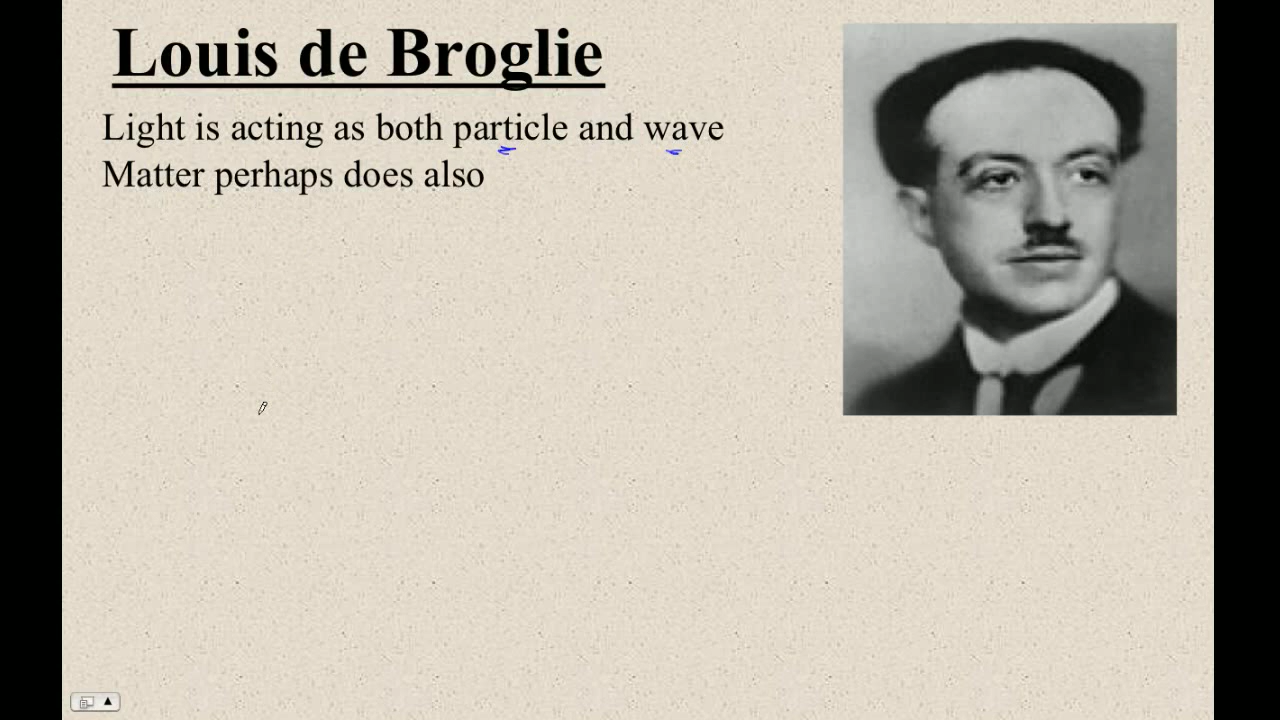 Louis de Broglie
Light is acting as both particle and wave
Matter perhaps does also